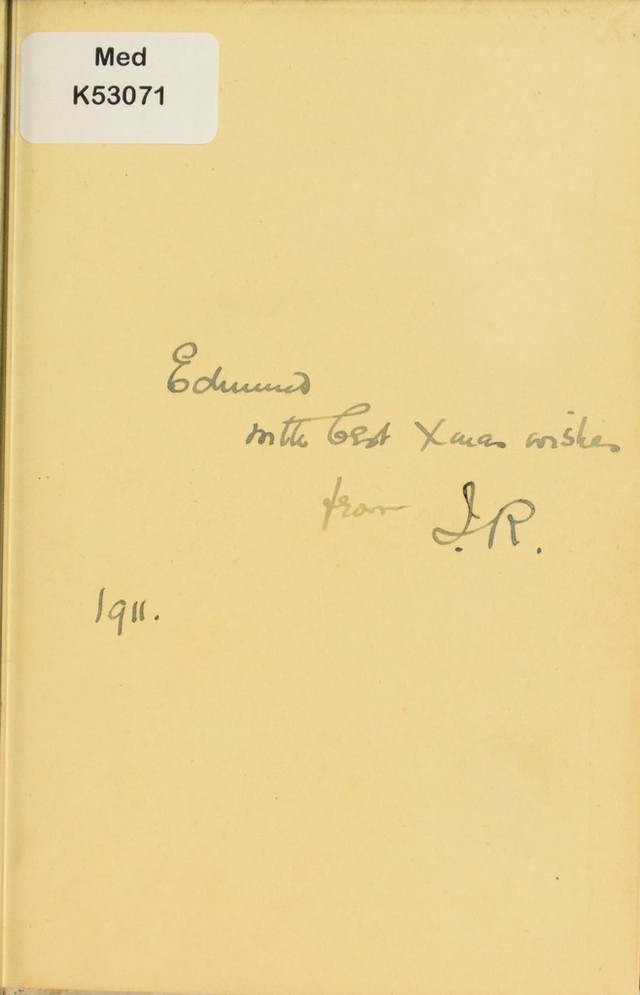 Med
K53071
Edmund
with best Xmas wishes
from J.R.
1911.